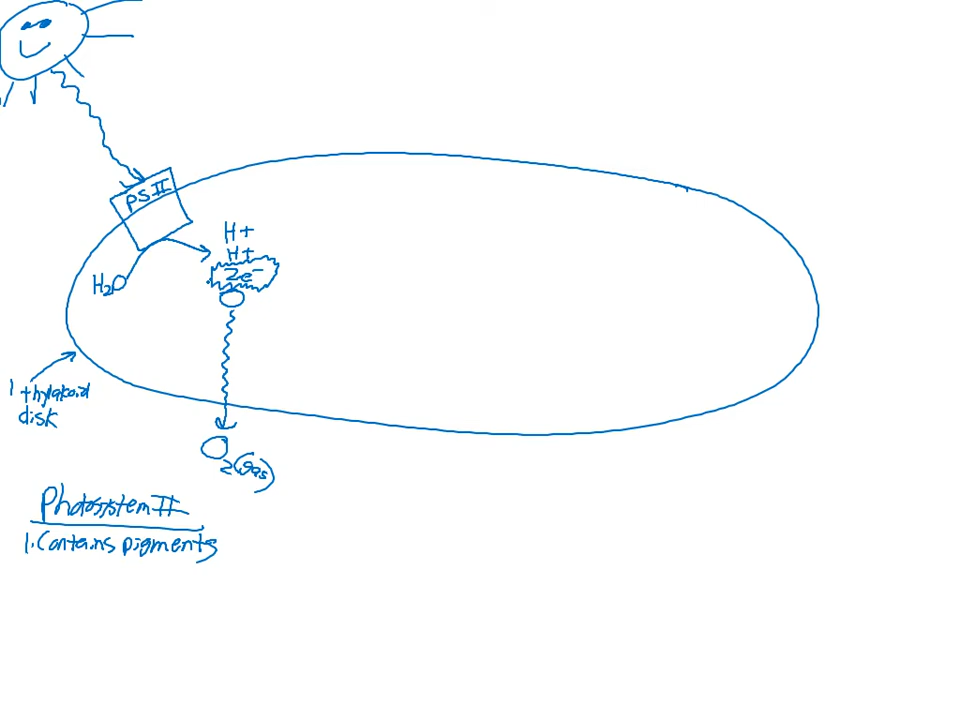 PS II
H+
H+
2e-
H2O
1 thylakoid
disk
O2(gas)
Photosystem II
1. Contains pigments